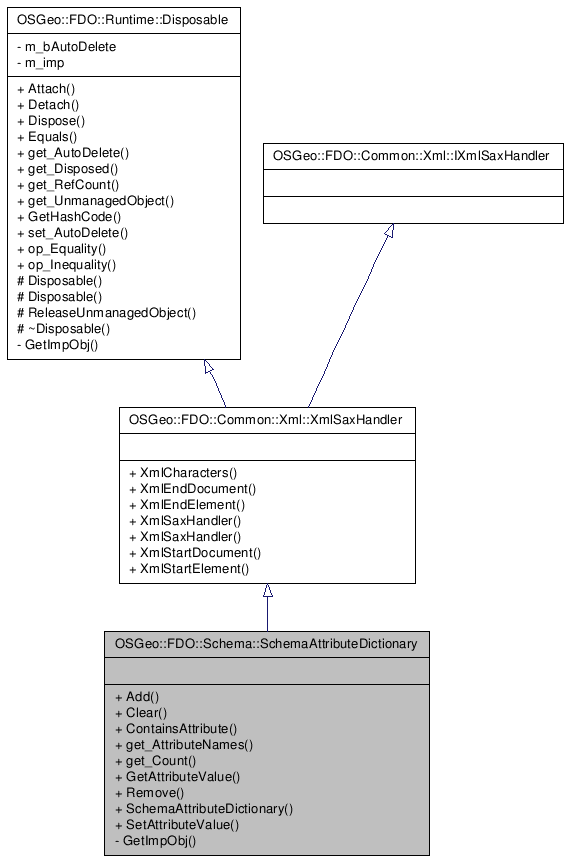 OSGeo::FDO::Runtime::Disposable
- m_bAutoDelete
- m_imp
+ Attach()
+ Detach()
+ Dispose()
+ Equals()
+ get_AutoDelete()
+ get_Disposed()
+ get_RefCount()
+ get_UnmanagedObject()
+ GetHashCode()
+ set_AutoDelete()
+ op_Equality()
+ op_Inequality()
# Disposable()
# Disposable()
# ReleaseUnmanagedObject()
# ~Disposable()
- GetImpObj()
OSGeo::FDO::Common::Xml::IXmlSaxHandler
OSGeo::FDO::Common::Xml::XmlSaxHandler
+ XmlCharacters()
+ XmlEndDocument()
+ XmlEndElement()
+ XmlSaxHandler()
+ XmlSaxHandler()
+ XmlStartDocument()
+ XmlStartElement()
OSGeo::FDO::Schema::SchemaAttributeDictionary
+ Add()
+ Clear()
+ ContainsAttribute()
+ get_AttributeNames()
+ get_Count()
+ GetAttributeValue()
+ Remove()
+ SchemaAttributeDictionary()
+ SetAttributeValue()
- GetImpObj()